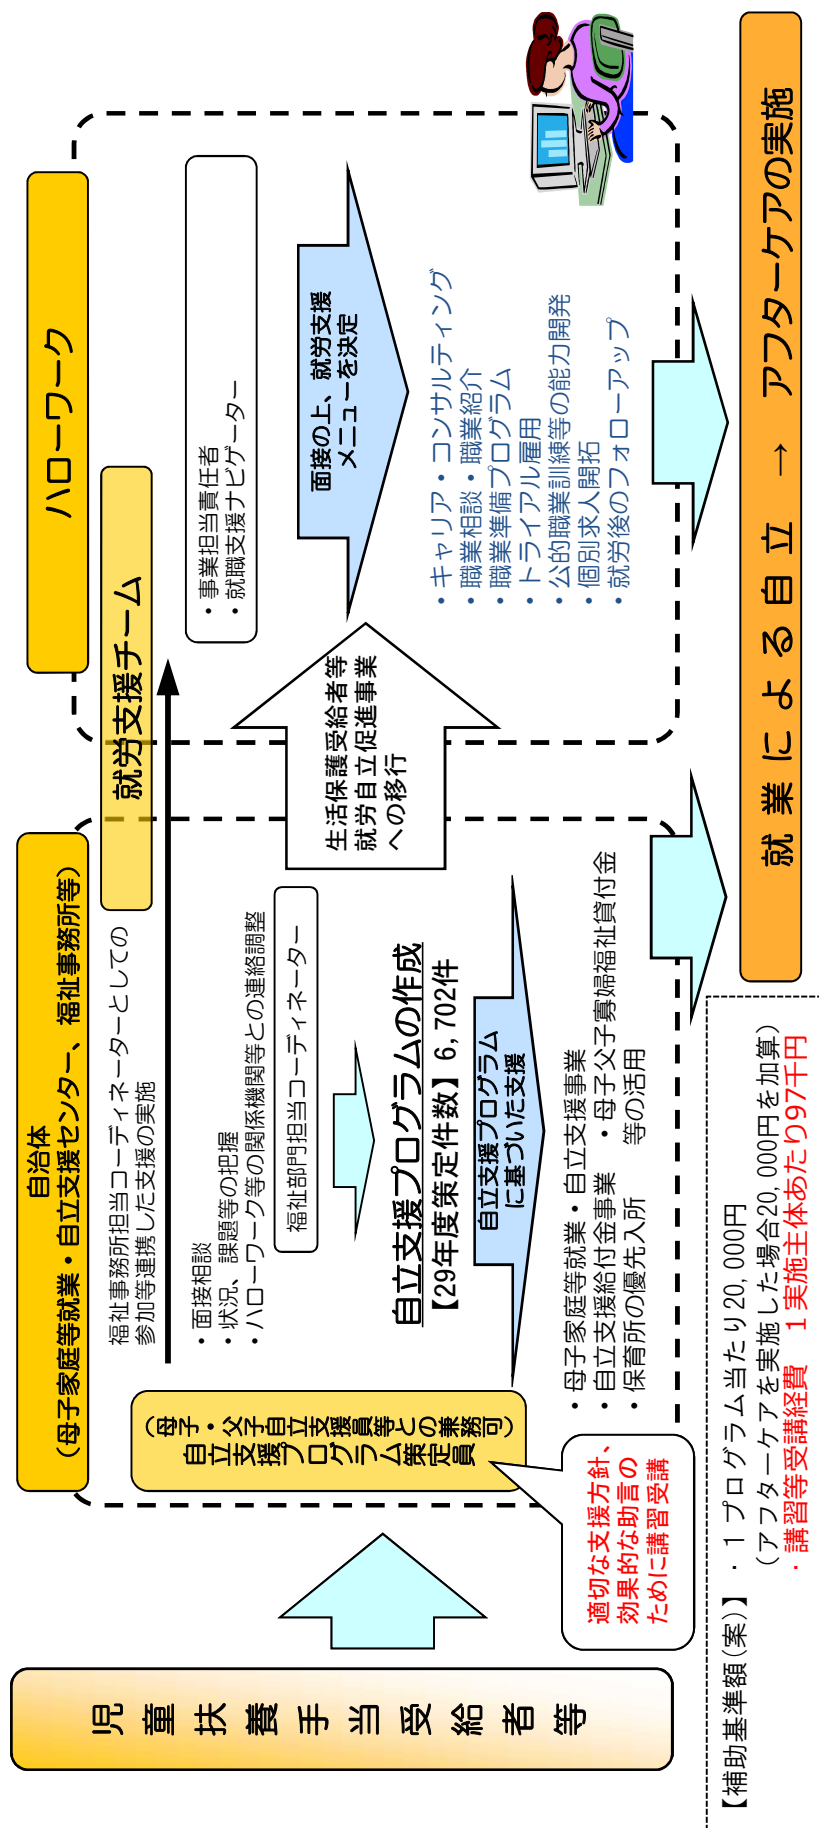 児童扶養手当受給者等
自治体
（母子家庭等就業・自立支援センター、福祉事務所等）
福祉事務所担当コーディネーターとしての
参加等連携した支援の実施
就労支援チーム
ハローワーク
（母子・父子自立支援員等との兼務可）
自立支援プログラム策定員
・面接相談
・状況、課題等の把握
・ハローワーク等の関係機関等との連絡調整
福祉部門担当コーディネーター
自立支援プログラムの作成
【29年度策定件数】6,702件
自立支援プログラム
に基づいた支援
・母子家庭等就業・自立支援事業
・自立支援給付金事業　・母子父子寡婦福祉貸付金
・保育所の優先入所　　等の活用
適切な支援方針、
効果的な助言の
ために講習受講
生活保護受給者等
就労自立促進事業
への移行
・事業担当責任者
・就職支援ナビゲーター
面接の上、就労支援
メニューを決定
・キャリア・コンサルティング
・職業相談・職業紹介
・職業準備プログラム
・トライアル雇用
・公的職業訓練等の能力開発
・個別求人開拓
・就労後のフォローアップ
就業による自立　→　アフターケアの実施
【補助基準額（案）】・１プログラム当たり20,000円
（アフターケアを実施した場合20,000円を加算）
・講習等受講経費　１実施主体あたり97千円